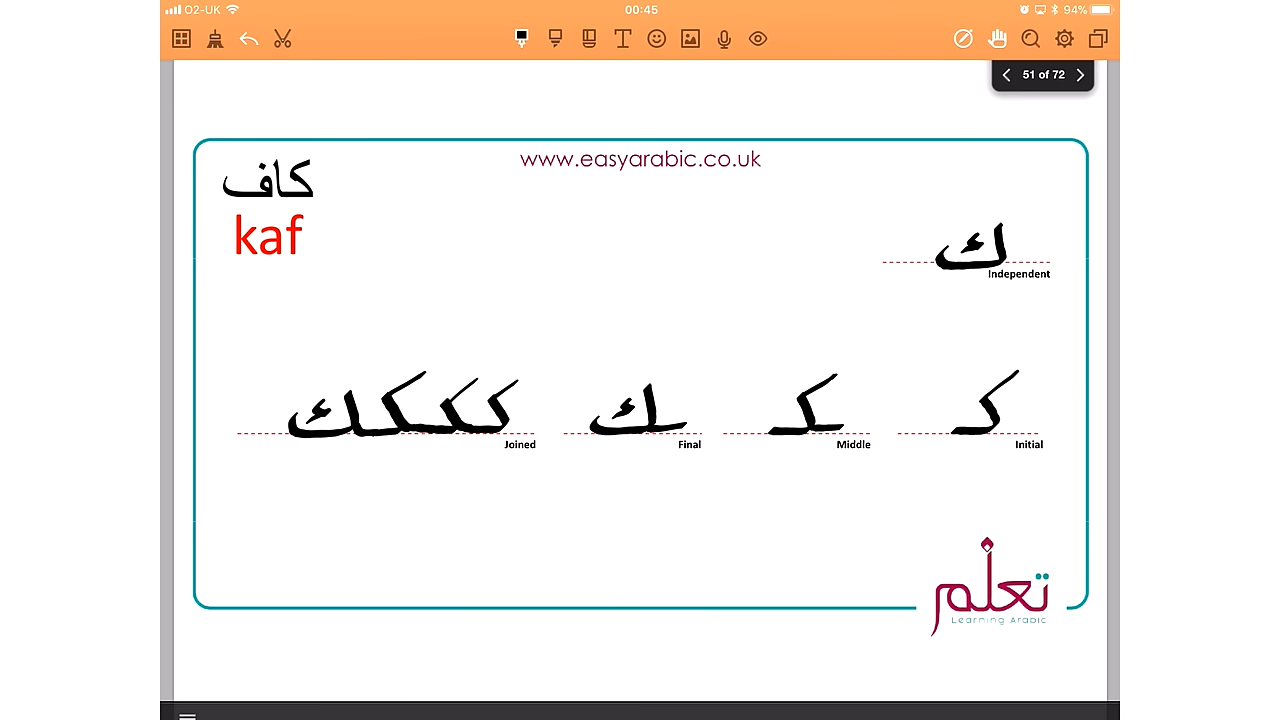 O2-UK 00:45 94%
51 of 72
www.easyarabic.co.uk
كاف
kaf
ك
Independent
ككـكـك
Joined
ـك
Final
ـكـ
Middle
كـ
Initial
تعلم
Learning Arabic